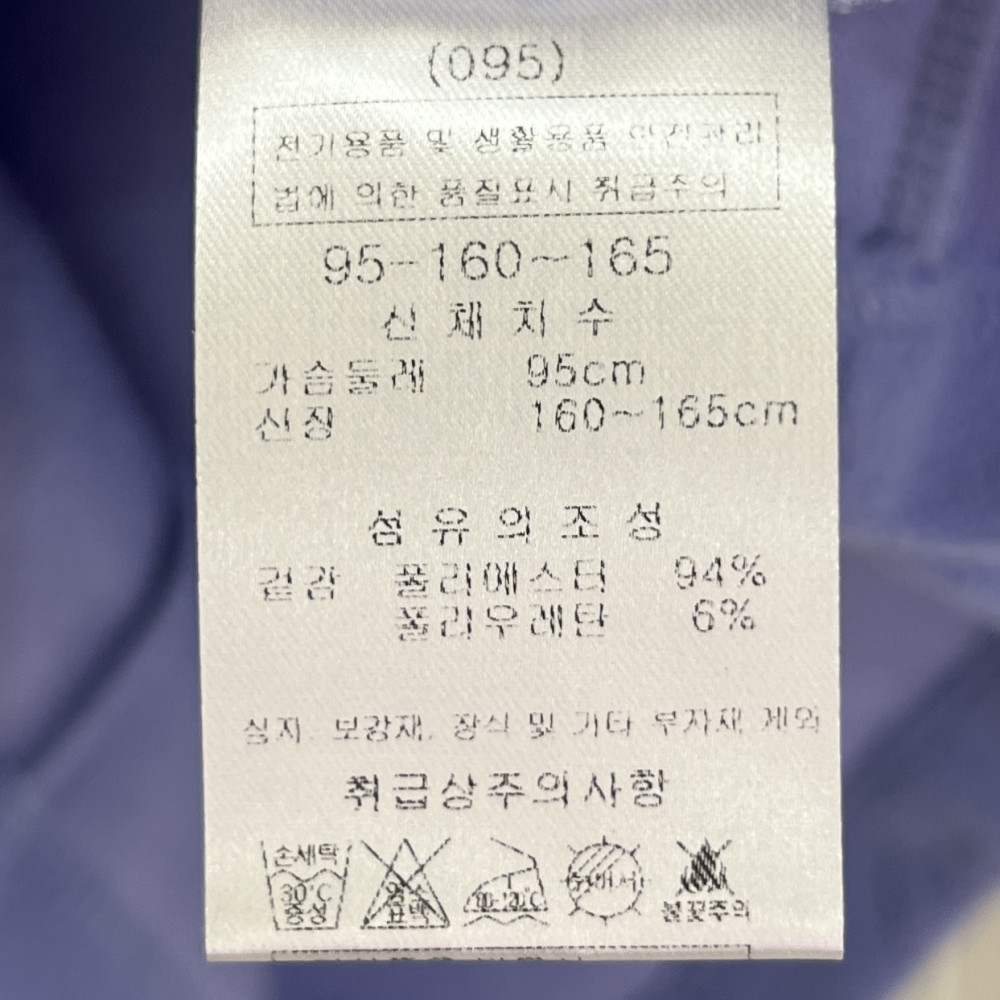 (095)
전기용품 및 생활용품 안전관리
법에 의한 품질표시 취급주의
95-160~165
신체치수
가슴둘레 95cm
신장 160~165cm
섬유의조성
겉감 폴리에스터 94%
폴리우레탄 6%
심지. 보강재, 장식 및 기타 부자재 제외
취급상주의사항
손세탁
30℃
중성
염소
표백
불꽃주의